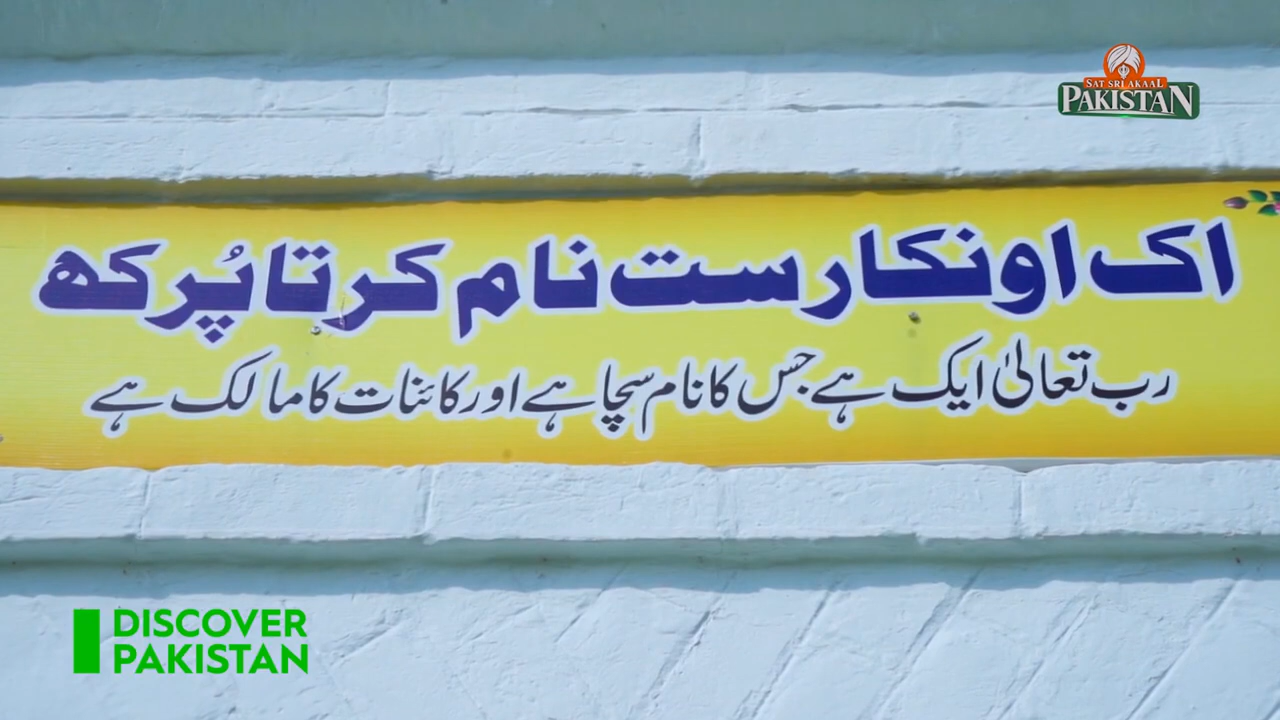 SAT SRI AKAAL
PAKISTAN
اک اونکار ست نام کرتا پُرکھ
رب تعالیٰ ایک ہے جس کا نام سچا ہے اور کائنات کا مالک ہے
DISCOVER
PAKISTAN